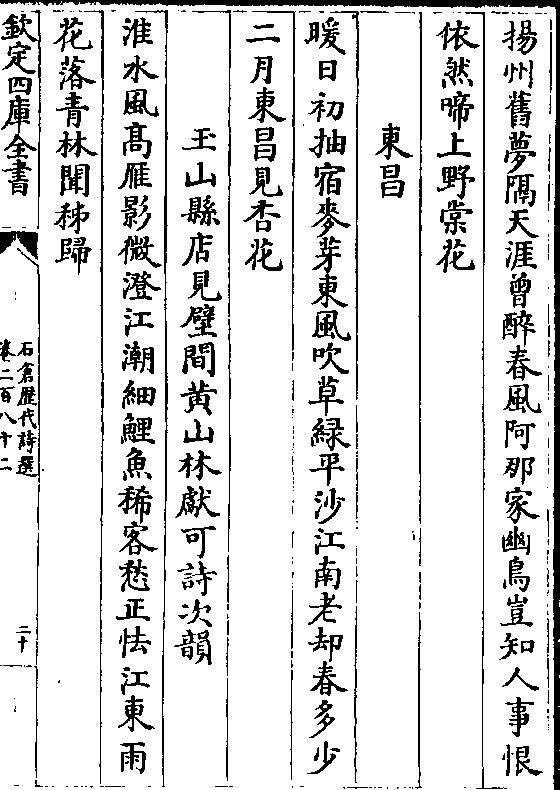 揚州舊夢隔天涯曾醉春風阿那家幽鳥豈知人事恨
依然啼上野棠花
東昌
暖日初抽宿麥芽東風吹草緑平沙江南老却春多少
二月東昌見杏花
玉山縣店見壁間黄山林獻可詩次韻
淮水風髙雁影微澄江潮細鯉魚稀客愁正怯江東雨
花落青林聞秭歸
欽定四庫全書
石倉歷代詩選
卷二百八十二
二十